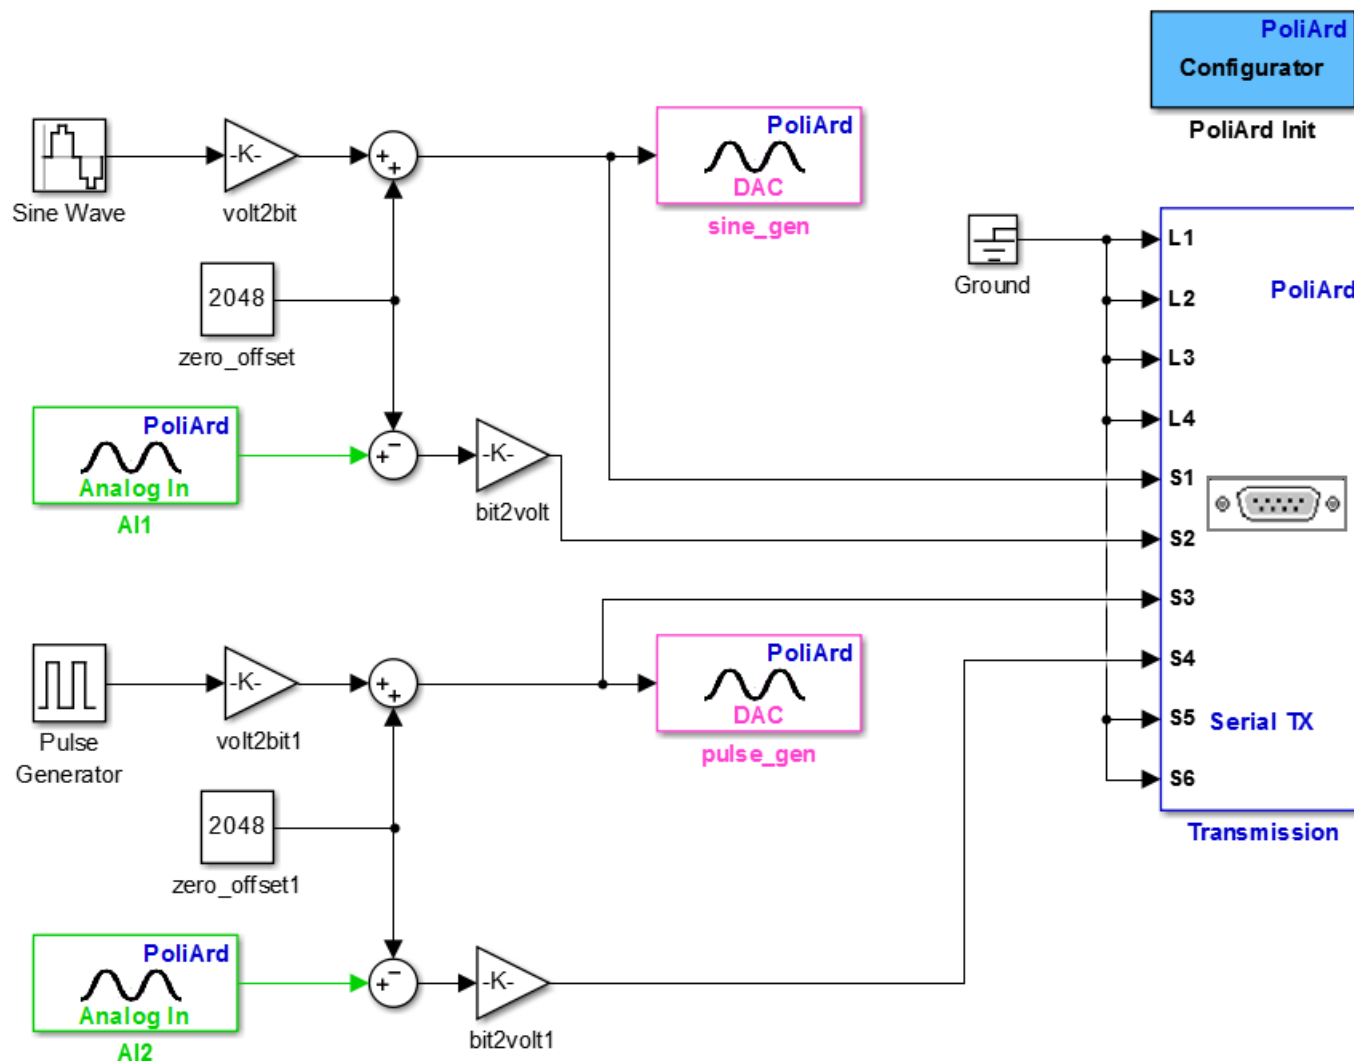 PoliArd
Configurator
PoliArd Init
Sine Wave
-K-
volt2bit
+
+
PoliArd
DAC
sine_gen
2048
zero_offset
Ground
L1
L2
L3
L4
S1
S2
S3
S4
S5
S6
PoliArd
Serial TX
Transmission
PoliArd
Analog In
AI1
+
−
-K-
bit2volt
Pulse
Generator
-K-
volt2bit1
+
+
PoliArd
DAC
pulse_gen
2048
zero_offset1
PoliArd
Analog In
AI2
+
−
-K-
bit2volt1